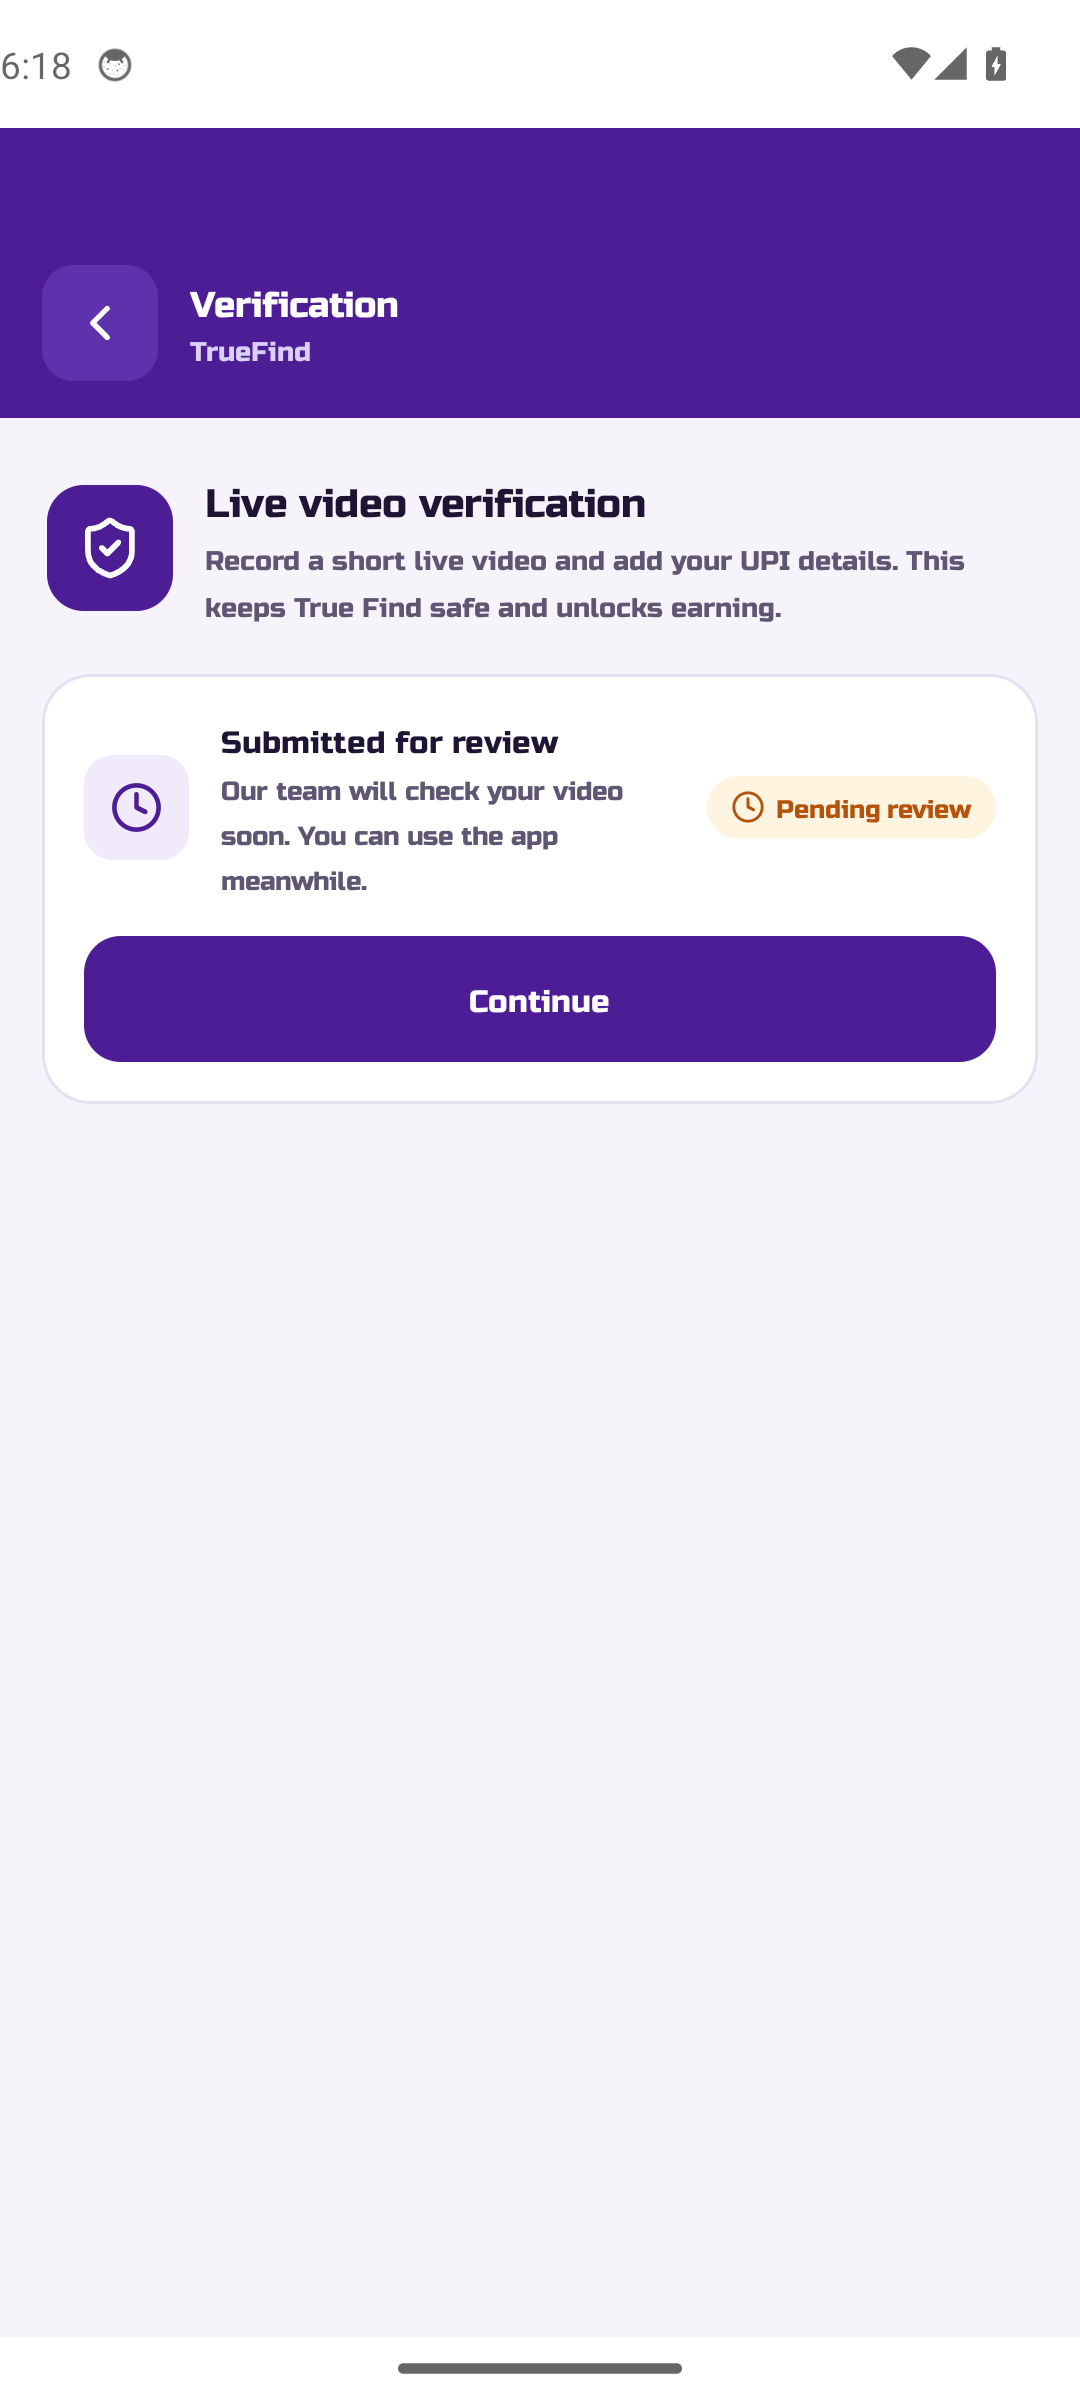 6:18
Verification
TrueFind
Live video verification
Record a short live video and add your UPI details. This
keeps True Find safe and unlocks earning.
Submitted for review
Our team will check your video
soon. You can use the app
meanwhile.
Pending review
Continue